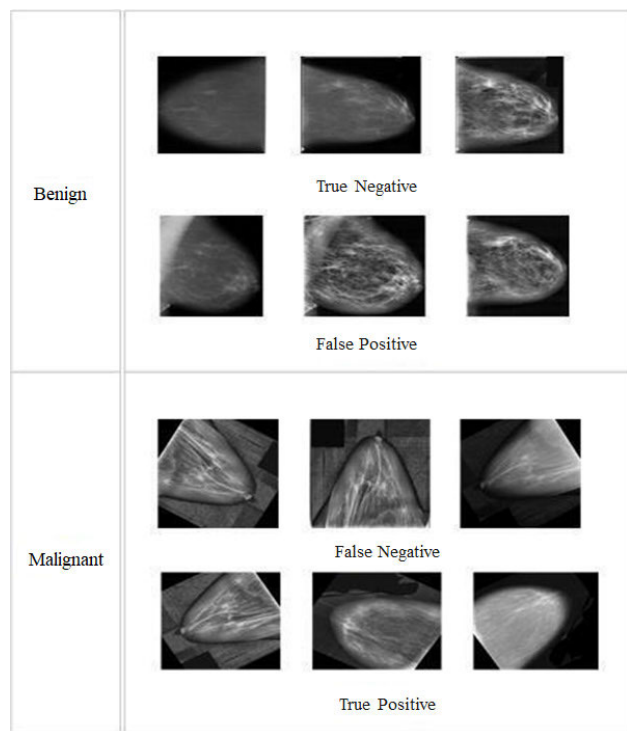 Benign
True Negative
False Positive
Malignant
False Negative
True Positive